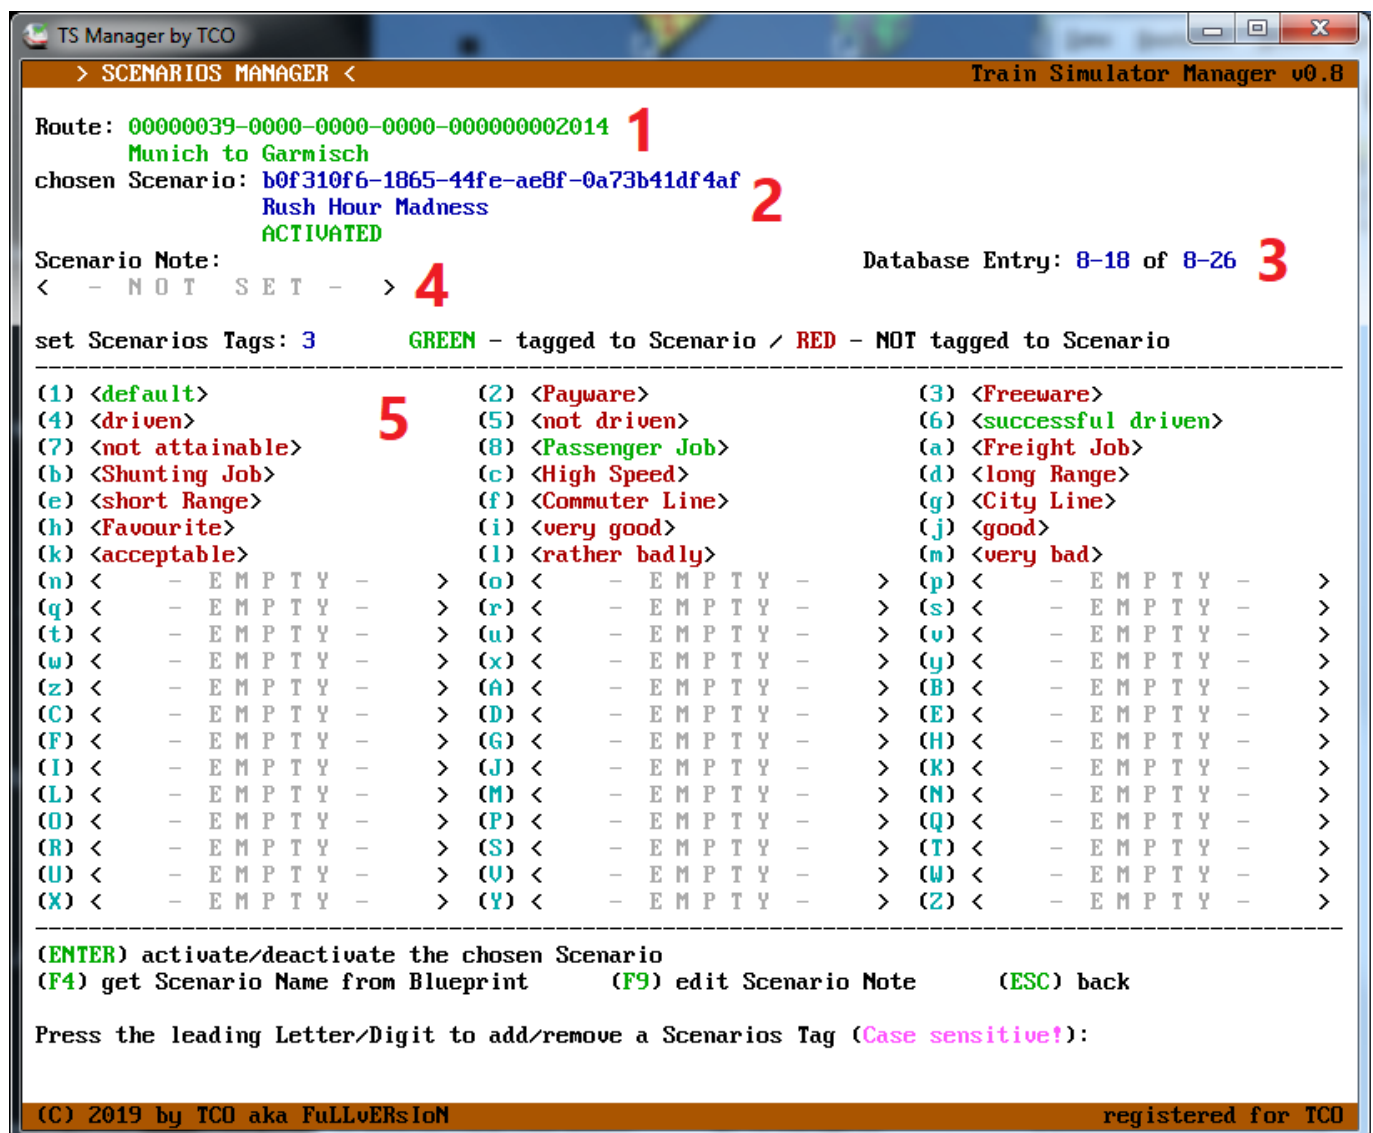 TS Manager by TCO
> SCENARIOS MANAGER < Train Simulator Manager v0.8
Route: 00000039-0000-0000-0000-000000002014 1
Munich to Garmisch
chosen Scenario: b0f310f6-1865-44fe-ae8f-0a73b41df4af 2
Rush Hour Madness
ACTIVATED
Scenario Note: Database Entry: 8-18 of 8-26 3
< - N O T S E T - > 4
set Scenarios Tags: 3 GREEN - tagged to Scenario / RED - NOT tagged to Scenario
(1) <default> (2) <Payware> (3) <Freeware>
5
(4) <driven> (5) <not driven> (6) <successful driven>
(7) <not attainable> (8) <Passenger Job> (a) <Freight Job>
(b) <Shunting Job> (c) <High Speed> (d) <long Range>
(e) <short Range> (f) <Commuter Line> (g) <City Line>
(h) <Favourite> (i) <very good> (j) <good>
(k) <acceptable> (l) <rather badly> (m) <very bad>
(n) < - E M P T Y - > (o) < - E M P T Y - > (p) < - E M P T Y - >
(q) < - E M P T Y - > (r) < - E M P T Y - > (s) < - E M P T Y - >
(t) < - E M P T Y - > (u) < - E M P T Y - > (v) < - E M P T Y - >
(w) < - E M P T Y - > (x) < - E M P T Y - > (y) < - E M P T Y - >
(z) < - E M P T Y - > (A) < - E M P T Y - > (B) < - E M P T Y - >
(C) < - E M P T Y - > (D) < - E M P T Y - > (E) < - E M P T Y - >
(F) < - E M P T Y - > (G) < - E M P T Y - > (H) < - E M P T Y - >
(I) < - E M P T Y - > (J) < - E M P T Y - > (K) < - E M P T Y - >
(L) < - E M P T Y - > (M) < - E M P T Y - > (N) < - E M P T Y - >
(O) < - E M P T Y - > (P) < - E M P T Y - > (Q) < - E M P T Y - >
(R) < - E M P T Y - > (S) < - E M P T Y - > (T) < - E M P T Y - >
(U) < - E M P T Y - > (V) < - E M P T Y - > (W) < - E M P T Y - >
(X) < - E M P T Y - > (Y) < - E M P T Y - > (Z) < - E M P T Y - >
(ENTER) activate/deactivate the chosen Scenario
(F4) get Scenario Name from Blueprint (F9) edit Scenario Note (ESC) back
Press the leading Letter/Digit to add/remove a Scenarios Tag (Case sensitive!):
(C) 2019 by TCO aka FuLLvERsIoN registered for TCO